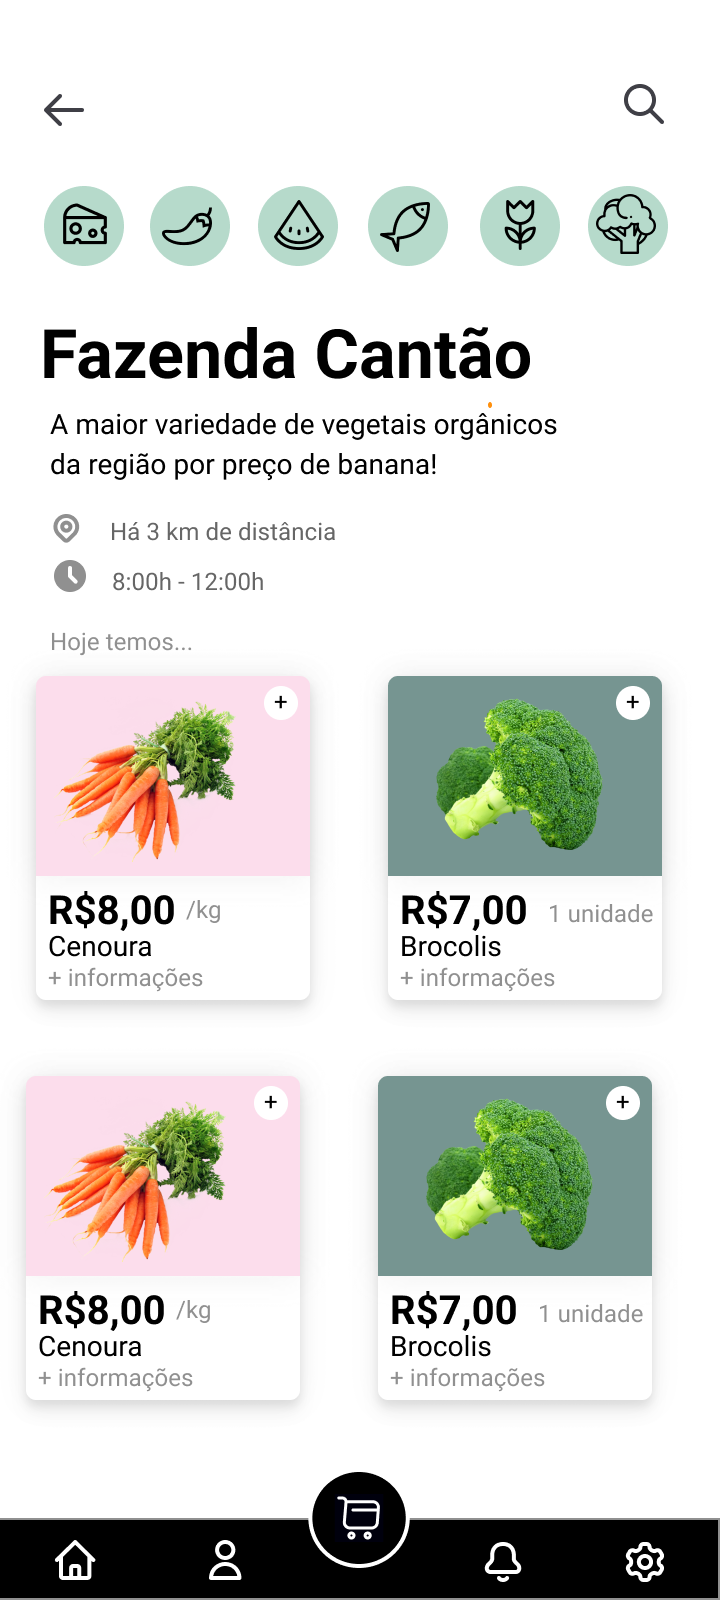 Fazenda Cantão
A maior variedade de vegetais orgânicos
da região por preço de banana!
Há 3 km de distância
8:00h - 12:00h
Hoje temos...
+
+
R$8,00 /kg
R$7,00 1 unidade
Cenoura
Brocolis
+ informações
+ informações
+
+
R$8,00 /kg
R$7,00 1 unidade
Cenoura
Brocolis
+ informações
+ informações